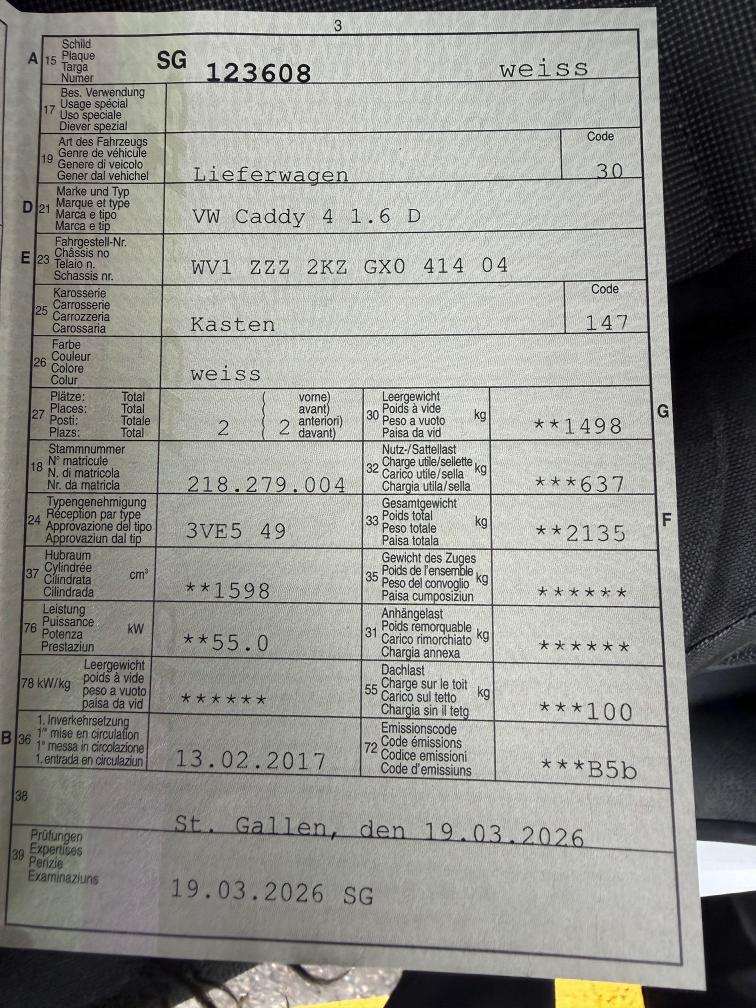 3
A 15 Schild
Plaque
Targa
Numer
SG 123608 weiss
17 Bes. Verwendung
Usage spécial
Uso speciale
Diever spezial
19 Art des Fahrzeugs
Genre de véhicule
Genere di veicolo
Gener dal vehichel
Lieferwagen
Code
30
D 21 Marke und Typ
Marque et type
Marca e tipo
Marca e tip
VW Caddy 4 1.6 D
E 23 Fahrgestell-Nr.
Châssis no
Telaio n.
Schassis nr.
WV1 ZZZ 2KZ GX0 414 04
25 Karosserie
Carrosserie
Carrozzeria
Carossaria
Kasten
Code
147
26 Farbe
Couleur
Colore
Colur
weiss
27 Plätze: Total
Places: Total
Posti: Totale
Plazs: Total
2 ( 2 vorne)
avant)
( anteriori)
davant)
30 Leergewicht
Poids à vide
Peso a vuoto
Paisa da vid
kg
**1498
G
18 Stammnummer
N° matricule
N. di matricola
Nr. da matricla
218.279.004
32 Nutz-/Sattellast
Charge utile/sellette
Carico utile/sella
Chargia utila/sella
kg
***637
24 Typengenehmigung
Réception par type
Approvazione del tipo
Approvaziun dal tip
3VE5 49
33 Gesamtgewicht
Poids total
Peso totale
Paisa totala
kg
**2135
F
37 Hubraum
Cylindrée
Cilindrata
Cilindrada
cm³
**1598
35 Gewicht des Zuges
Poids de l'ensemble
Peso del convoglio
Paisa cumposiziun
kg
******
76 Leistung
Puissance
Potenza
Prestaziun
kW
**55.0
31 Anhängelast
Poids remorquable
Carico rimorchiato
Chargia annexa
kg
******
78 kW/kg Leergewicht
poids à vide
peso a vuoto
paisa da vid
******
55 Dachlast
Charge sur le toit
Carico sul tetto
Chargia sin il tetg
kg
***100
B 36 1. Inverkehrsetzung
1re mise en circulation
1a messa in circolazione
1. entrada en circulaziun
13.02.2017
72 Emissionscode
Code émissions
Codice emissioni
Code d'emissiuns
***B5b
38
St. Gallen, den 19.03.2026
39 Prüfungen
Expertises
Perizie
Examinaziuns
19.03.2026 SG